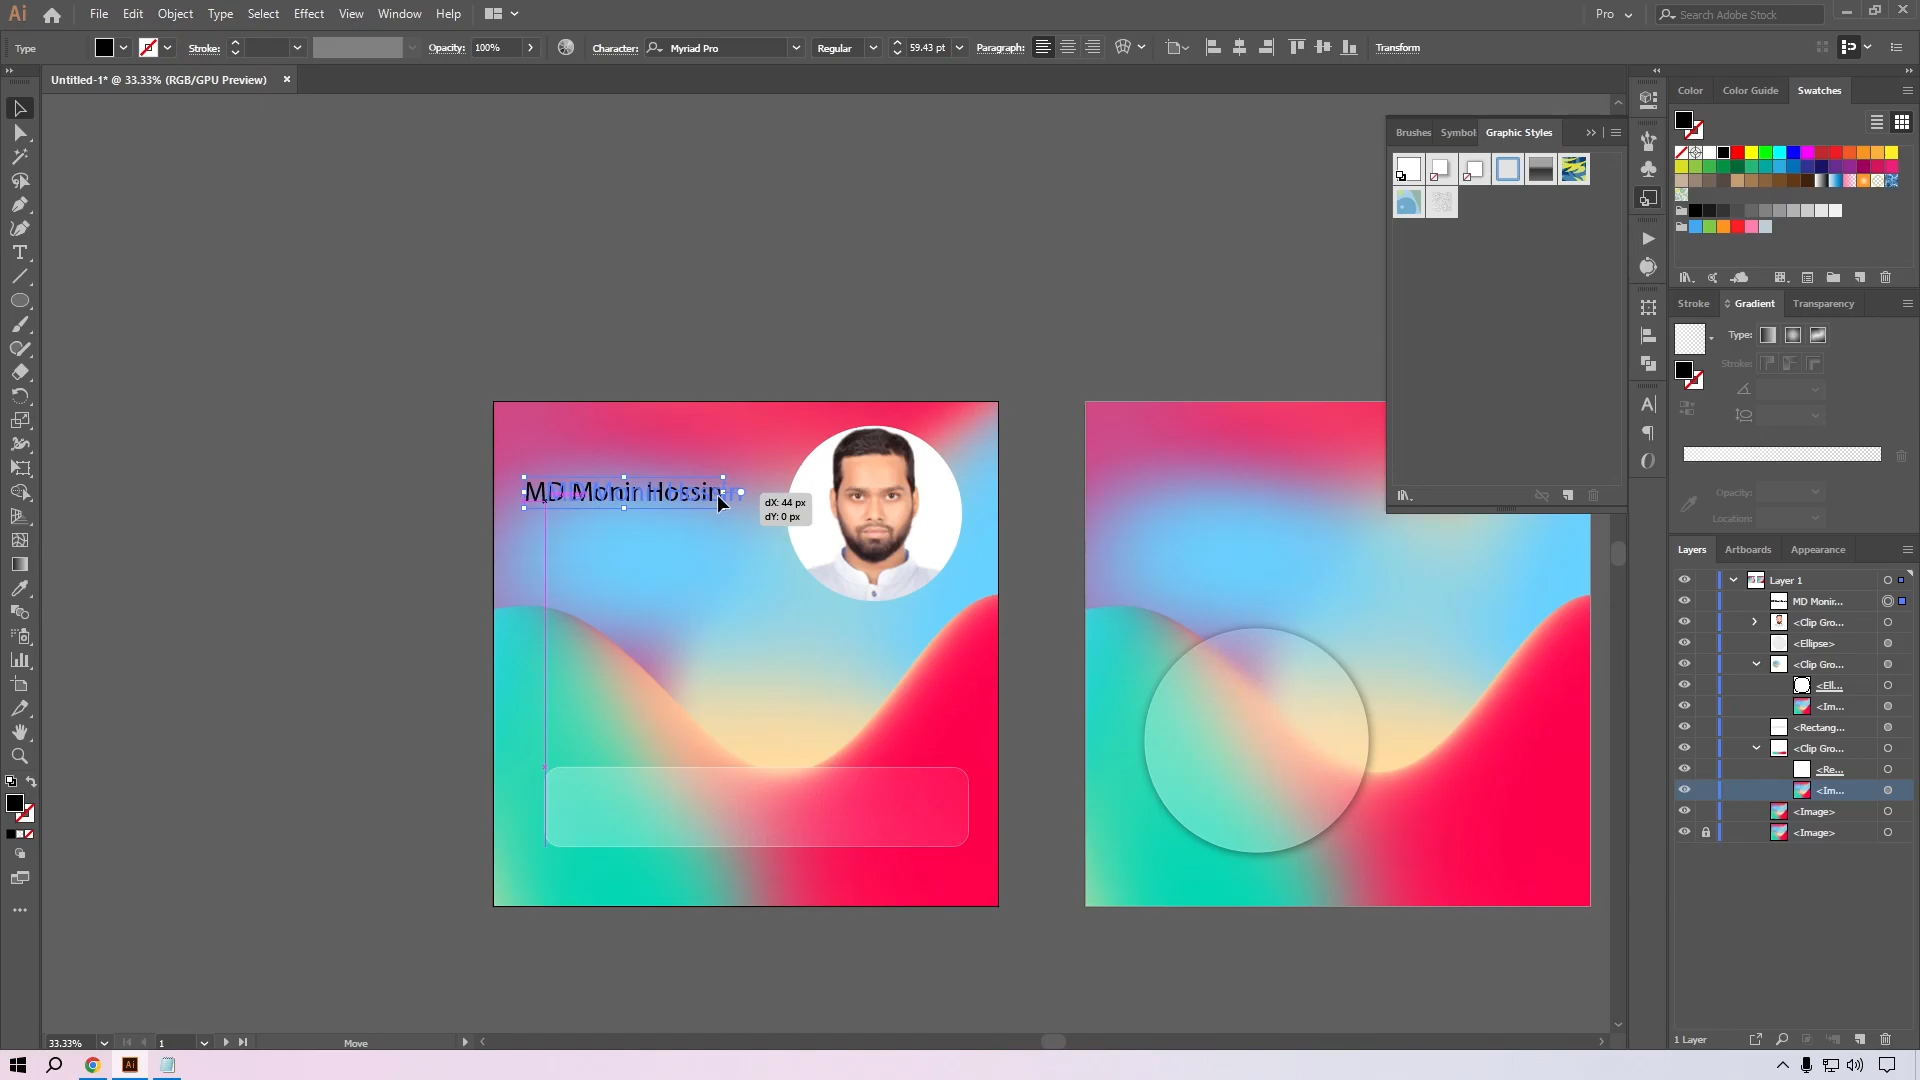 Ai File Edit Object Type Select Effect View Window Help Pro Search Adobe Stock
Type Stroke: Opacity: 100% Character: Myriad Pro Regular 59.43 pt Paragraph: Transform
Untitled-1* @ 33.33% (RGB/GPU Preview)
Color Color Guide Swatches
Brushes Symbol Graphic Styles
Stroke Gradient Transparency
Type:
Stroke:
Opacity:
Location:
MD Monir Hossin
dX: 44 px
dY: 0 px
Layers Artboards Appearance
Layer 1
MD Monir...
<Clip Gro...
<Ellipse>
<Clip Gro...
<Ell...
<Im...
<Rectang...
<Clip Gro...
<Re...
<Im...
<Image>
<Image>
1 Layer
33.33% 1 Move
Ai